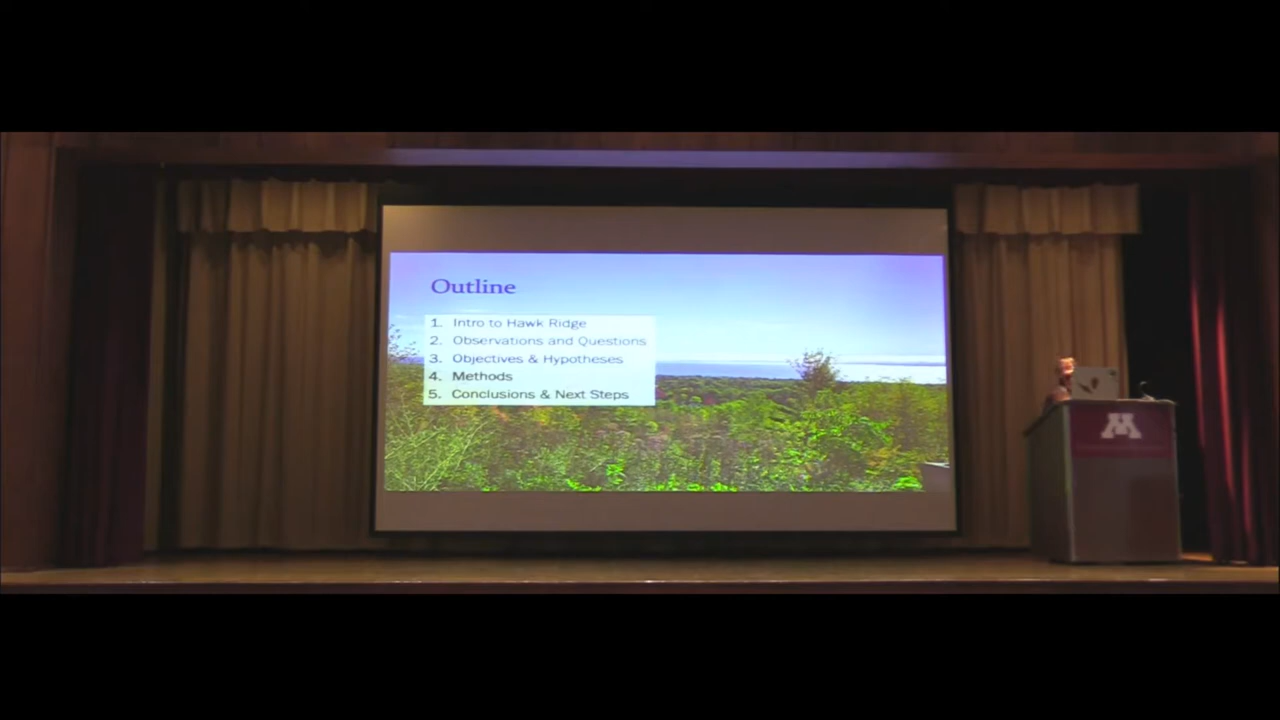 Outline
1. Intro to Hawk Ridge
2. Observations and Questions
3. Objectives & Hypotheses
4. Methods
5. Conclusions & Next Steps
M